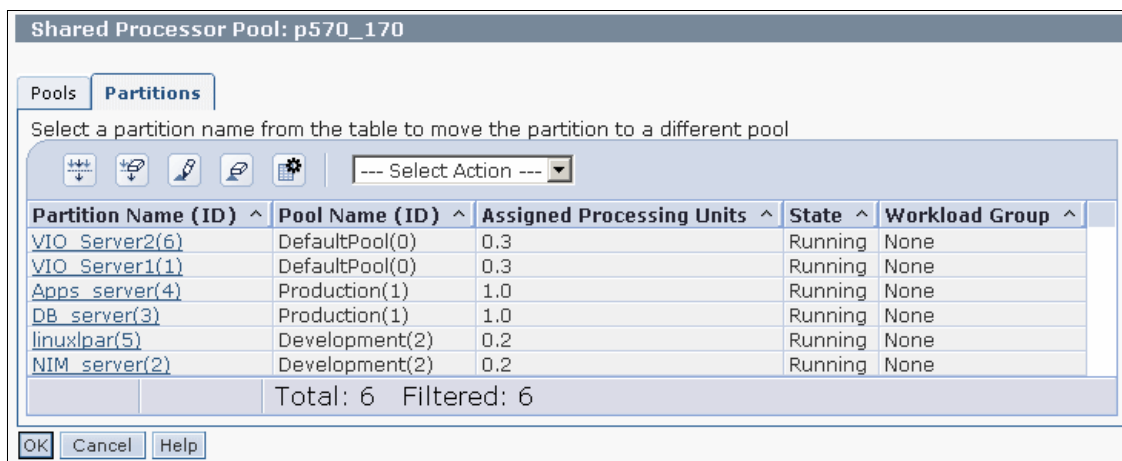 Shared Processor Pool: p570_170
Pools Partitions
Select a partition name from the table to move the partition to a different pool
--- Select Action ---
Partition Name (ID) ^ Pool Name (ID) ^ Assigned Processing Units ^ State ^ Workload Group ^
VIO_Server2(6) DefaultPool(0) 0.3 Running None
VIO_Server1(1) DefaultPool(0) 0.3 Running None
Apps_server(4) Production(1) 1.0 Running None
DB_server(3) Production(1) 1.0 Running None
linuxlpar(5) Development(2) 0.2 Running None
NIM_server(2) Development(2) 0.2 Running None
Total: 6 Filtered: 6
OK Cancel Help